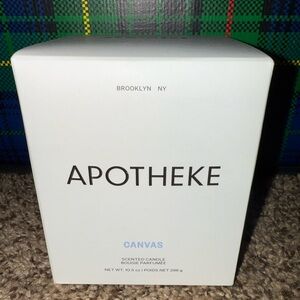 BROOKLYN NY
APOTHEKE
CANVAS
SCENTED CANDLE
BOUGIE PARFUMÉE
NET WT. 10.5 oz | POIDS NET 298 g